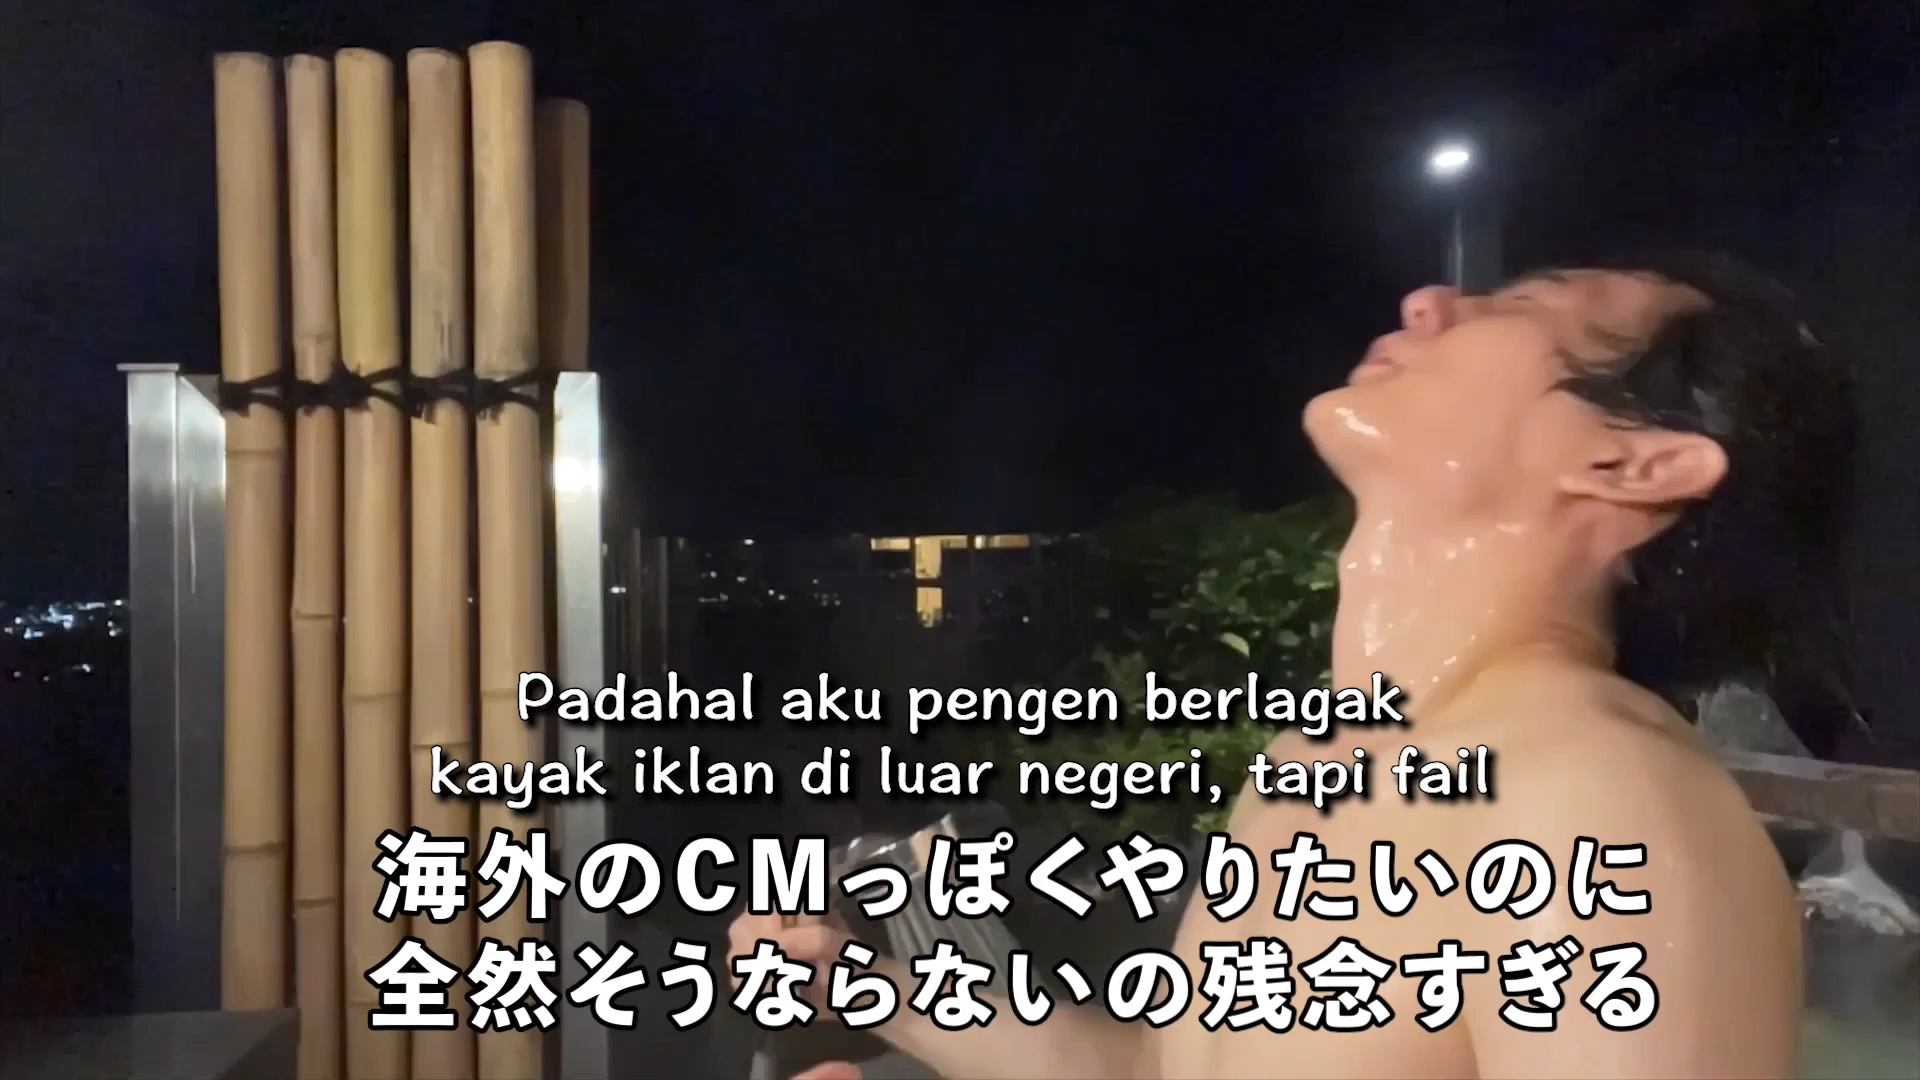 Padahal aku pengen berlagak
kayak iklan di luar negeri, tapi fail
海外のCMっぽくやりたいのに
全然そうならないの残念すぎる